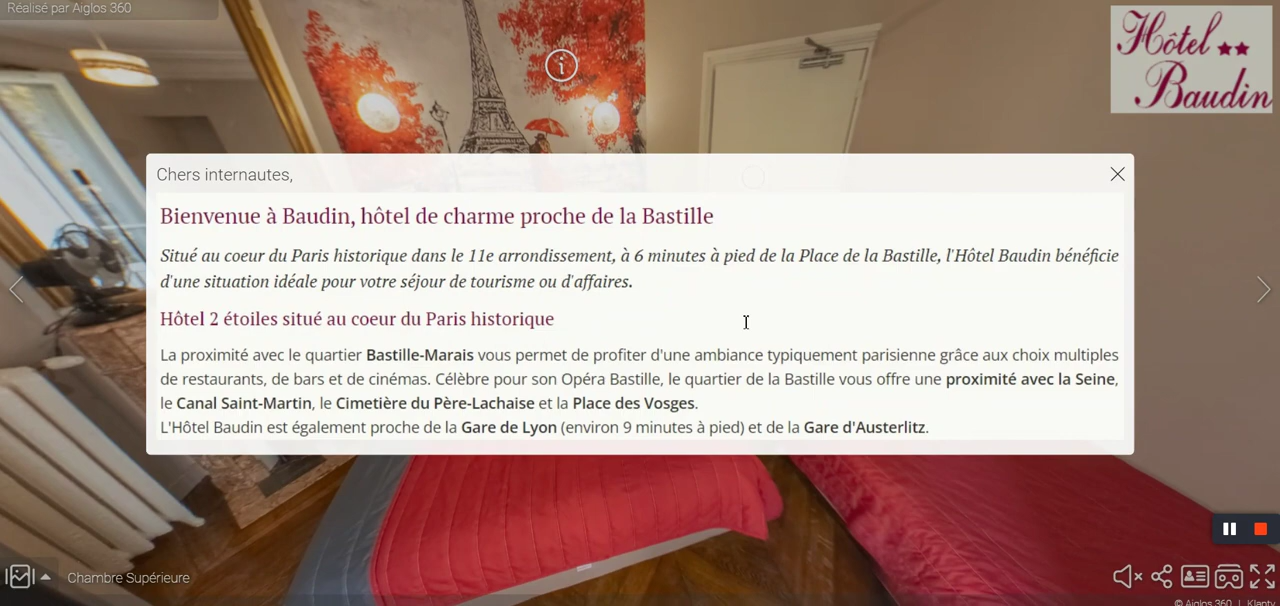 Réalisé par Aiglos 360
Hôtel
Baudin
Chers internautes,
Bienvenue à Baudin, hôtel de charme proche de la Bastille
Situé au coeur du Paris historique dans le 11e arrondissement, à 6 minutes à pied de la Place de la Bastille, l'Hôtel Baudin bénéficie
d'une situation idéale pour votre séjour de tourisme ou d'affaires.
Hôtel 2 étoiles situé au coeur du Paris historique
La proximité avec le quartier Bastille-Marais vous permet de profiter d'une ambiance typiquement parisienne grâce aux choix multiples
de restaurants, de bars et de cinémas. Célèbre pour son Opéra Bastille, le quartier de la Bastille vous offre une proximité avec la Seine,
le Canal Saint-Martin, le Cimetière du Père-Lachaise et la Place des Vosges.
L'Hôtel Baudin est également proche de la Gare de Lyon (environ 9 minutes à pied) et de la Gare d'Austerlitz.
Chambre Supérieure
© Aiglos 360 | Klapty